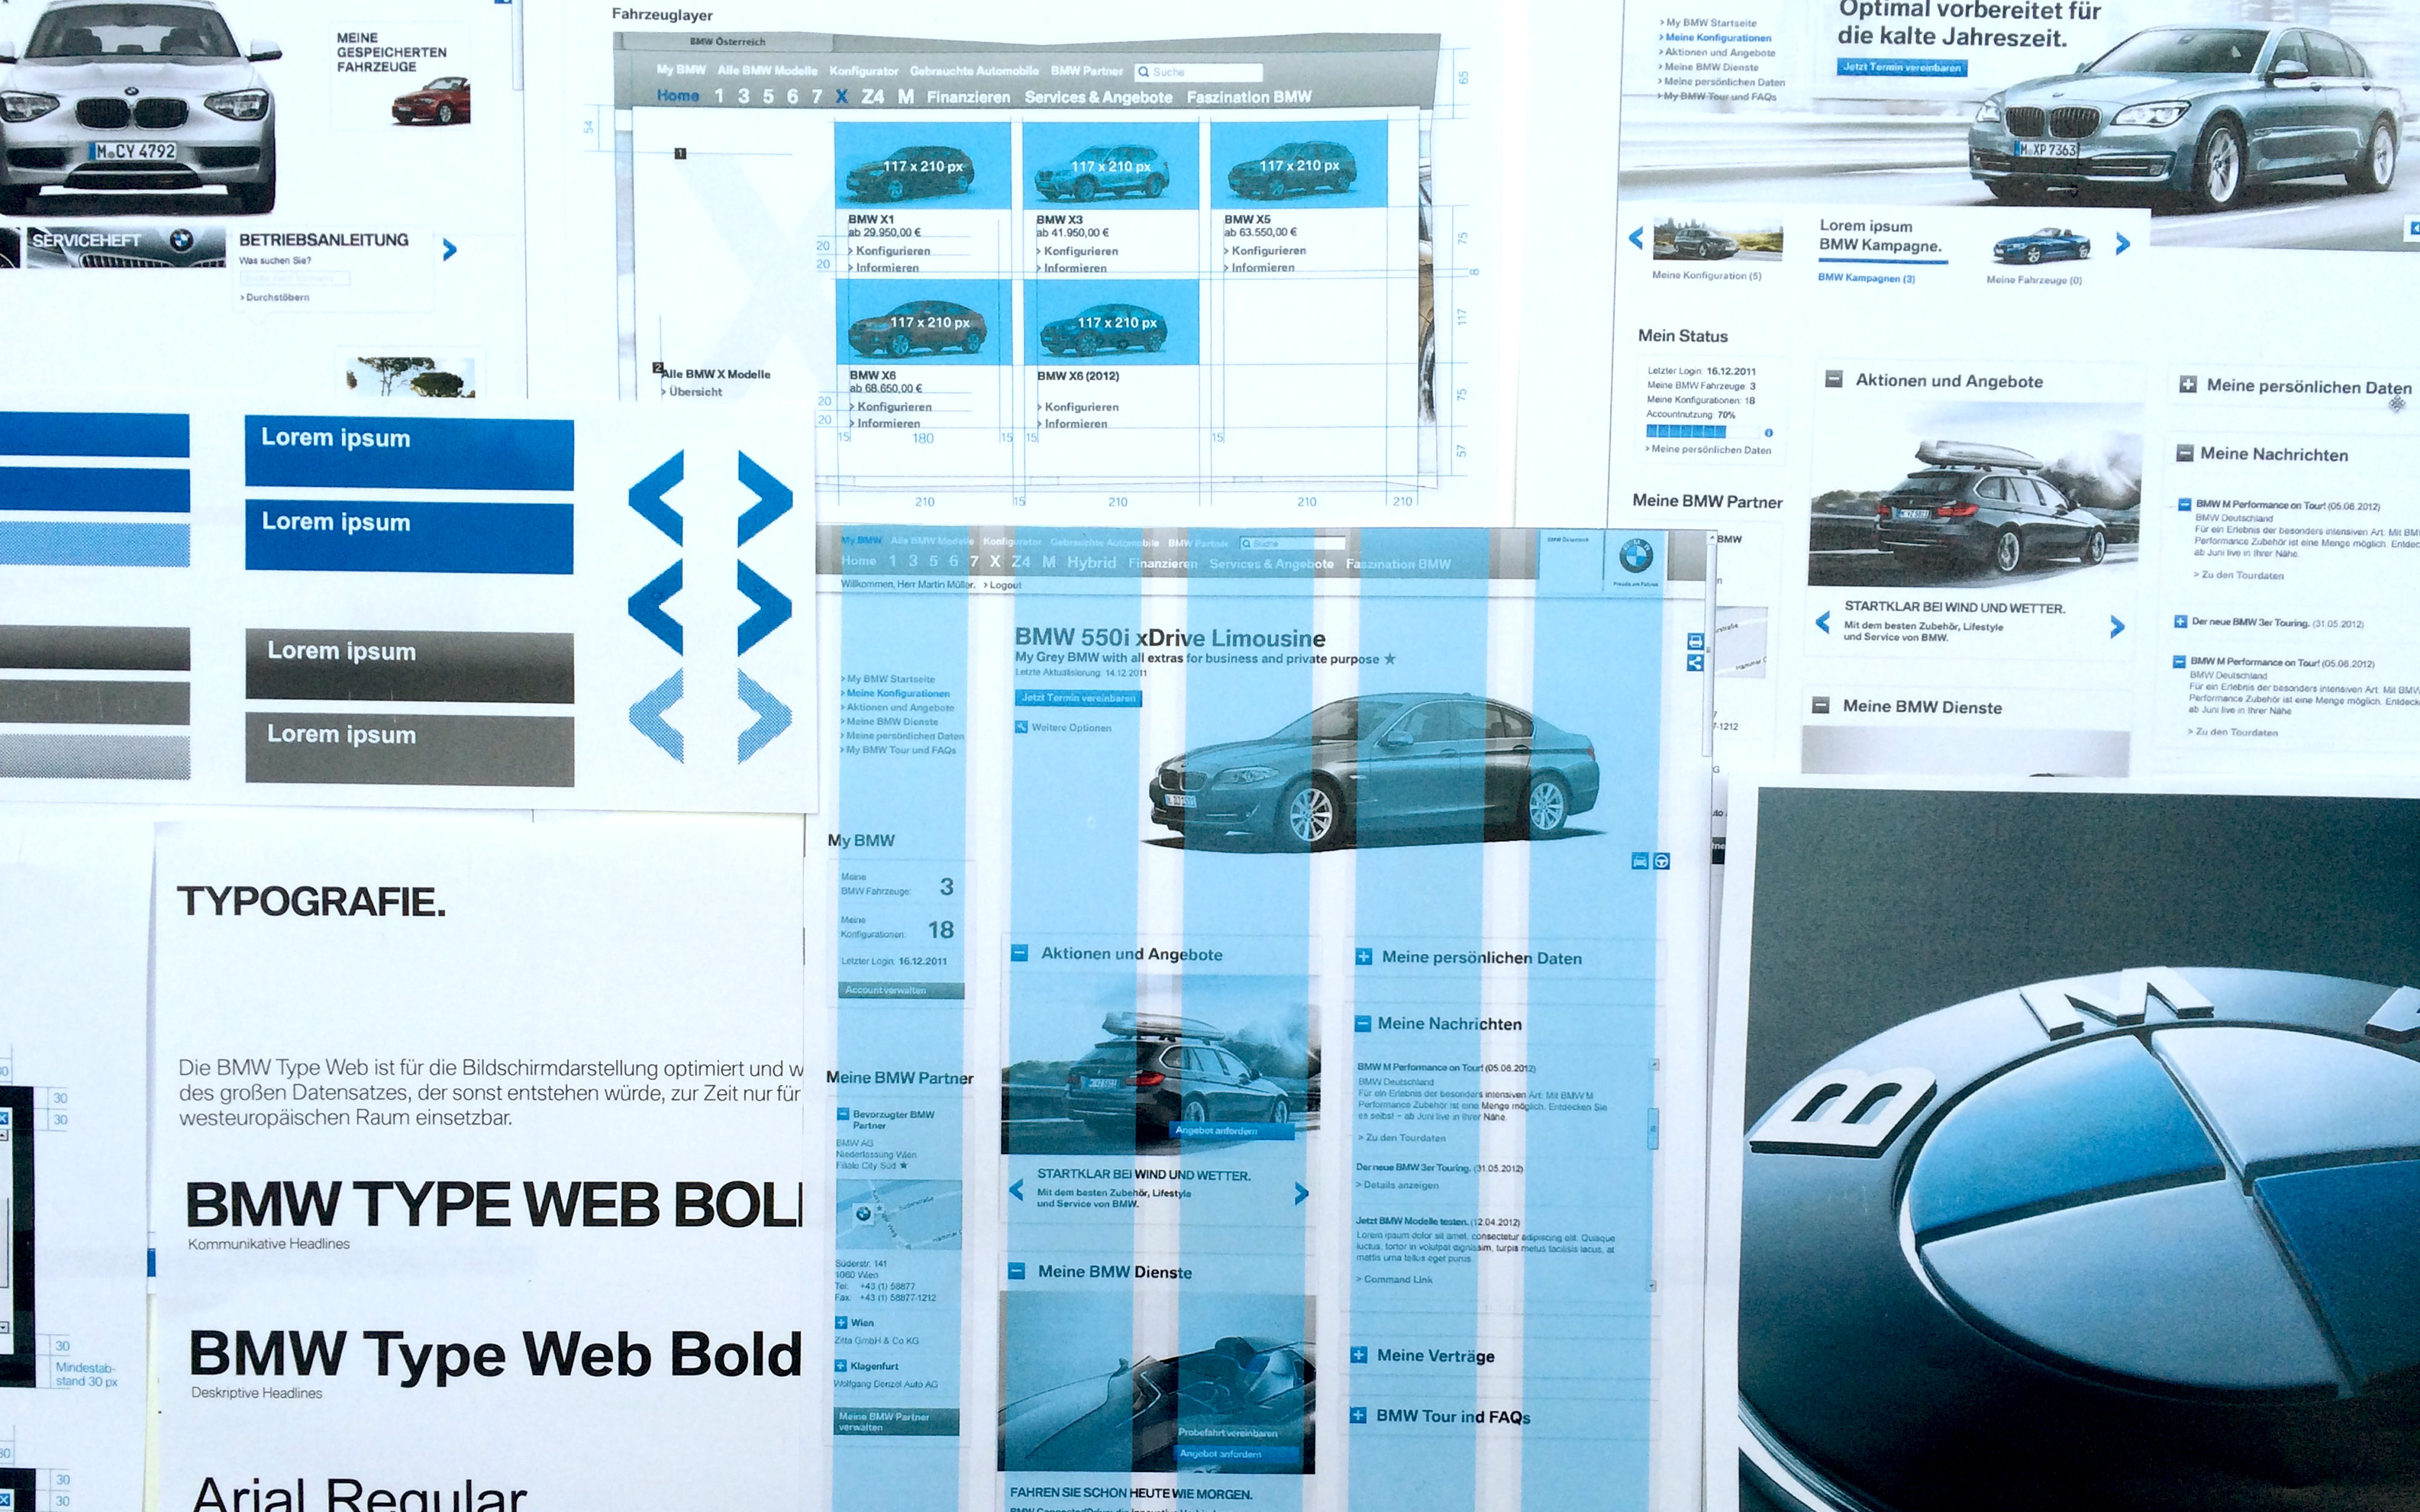 MEINE
GESPEICHERTEN
FAHRZEUGE
M CY 4792
SERVICEHEFT
BETRIEBSANLEITUNG
Was suchen Sie?
> Durchstöbern
Fahrzeuglayer
BMW Österreich
My BMW Alle BMW Modelle Konfigurator Gebrauchte Automobile BMW Partner Suche
Home 1 3 5 6 7 X Z4 M Finanzieren Services & Angebote Faszination BMW
65
54
1
117 x 210 px
117 x 210 px
117 x 210 px
BMW X1
ab 29.950,00 €
> Konfigurieren
> Informieren
BMW X3
ab 41.950,00 €
> Konfigurieren
> Informieren
BMW X5
ab 63.550,00 €
> Konfigurieren
> Informieren
20
20
75
8
117 x 210 px
117 x 210 px
117
2
Alle BMW X Modelle
> Übersicht
BMW X6
ab 68.650,00 €
> Konfigurieren
> Informieren
BMW X6 (2012)
> Konfigurieren
> Informieren
20
20
75
15 180 15 15 15
57
210 15 210 210 210
> My BMW Startseite
> Meine Konfigurationen
> Aktionen und Angebote
> Meine BMW Dienste
> Meine persönlichen Daten
> My BMW Tour und FAQs
Optimal vorbereitet für
die kalte Jahreszeit.
Jetzt Termin vereinbaren
M XP 7363
Meine Konfiguration (5)
Lorem ipsum
BMW Kampagne.
BMW Kampagnen (3)
Meine Fahrzeuge (0)
Mein Status
Letzter Login: 16.12.2011
Meine BMW Fahrzeuge: 3
Meine Konfigurationen: 18
Accountnutzung: 70%
> Meine persönlichen Daten
Meine BMW Partner
Aktionen und Angebote
STARTKLAR BEI WIND UND WETTER.
Mit dem besten Zubehör, Lifestyle
und Service von BMW.
Meine BMW Dienste
Meine persönlichen Daten
Meine Nachrichten
BMW M Performance on Tour! (05.06.2012)
BMW Deutschland
Für ein Erlebnis der besonders intensiven Art: Mit BM
Performance Zubehör ist eine Menge möglich. Entdec
ab Juni live in Ihrer Nähe.
> Zu den Tourdaten
Der neue BMW 3er Touring. (31.05.2012)
BMW M Performance on Tour! (05.06.2012)
BMW Deutschland
Für ein Erlebnis der besonders intensiven Art: Mit BM
Performance Zubehör ist eine Menge möglich. Entdeck
ab Juni live in Ihrer Nähe.
> Zu den Tourdaten
BMW
-1212
Lorem ipsum
Lorem ipsum
Lorem ipsum
Lorem ipsum
TYPOGRAFIE.
Die BMW Type Web ist für die Bildschirmdarstellung optimiert und w
des großen Datensatzes, der sonst entstehen würde, zur Zeit nur für
westeuropäischen Raum einsetzbar.
BMW TYPE WEB BOL
Kommunikative Headlines
BMW Type Web Bold
Deskriptive Headlines
Arial Regular
30
30
30
Mindestab-
stand 30 px
30
30
My BMW Alle BMW Modelle Konfigurator Gebrauchte Automobile BMW Partner Suche
Home 1 3 5 6 7 X Z4 M Hybrid Finanzieren Services & Angebote Faszination BMW
BMW Österreich
Freude am Fahren
Willkommen, Herr Martin Müller. > Logout
> My BMW Startseite
> Meine Konfigurationen
> Aktionen und Angebote
> Meine BMW Dienste
> Meine persönlichen Daten
> My BMW Tour und FAQs
BMW 550i xDrive Limousine
My Grey BMW with all extras for business and private purpose ★
Letzte Aktualisierung: 14.12.2011
Jetzt Termin vereinbaren
Weitere Optionen
My BMW
Meine
BMW Fahrzeuge: 3
Meine
Konfigurationen: 18
Letzter Login: 16.12.2011
Account verwalten
Meine BMW Partner
Bevorzugter BMW
Partner
BMW AG
Niederlassung Wien
Filiale City Süd ★
Süderstr. 141
1060 Wien
Tel: +43 (1) 58877
Fax: +43 (1) 58877-1212
Wien
Zitta GmbH & Co KG
Klagenfurt
Wolfgang Denzel Auto AG
Meine BMW Partner
verwalten
Aktionen und Angebote
Angebot anfordern
STARTKLAR BEI WIND UND WETTER.
Mit dem besten Zubehör, Lifestyle
und Service von BMW.
Meine BMW Dienste
Probefahrt vereinbaren
Angebot anfordern
FAHREN SIE SCHON HEUTE WIE MORGEN.
Meine persönlichen Daten
Meine Nachrichten
BMW M Performance on Tour! (05.06.2012)
BMW Deutschland
Für ein Erlebnis der besonders intensiven Art: Mit BMW M
Performance Zubehör ist eine Menge möglich. Entdecken Sie
es selbst – ab Juni live in Ihrer Nähe.
> Zu den Tourdaten
Der neue BMW 3er Touring. (31.05.2012)
> Details anzeigen
Jetzt BMW Modelle testen. (12.04.2012)
Lorem ipsum dolor sit amet, consectetur adipiscing elit. Quisque
luctus, tortor in volutpat dignissim, turpis metus facilisis lacus, at
mattis urna tellus eget purus.
> Command Link
Meine Verträge
BMW Tour ind FAQs
B M